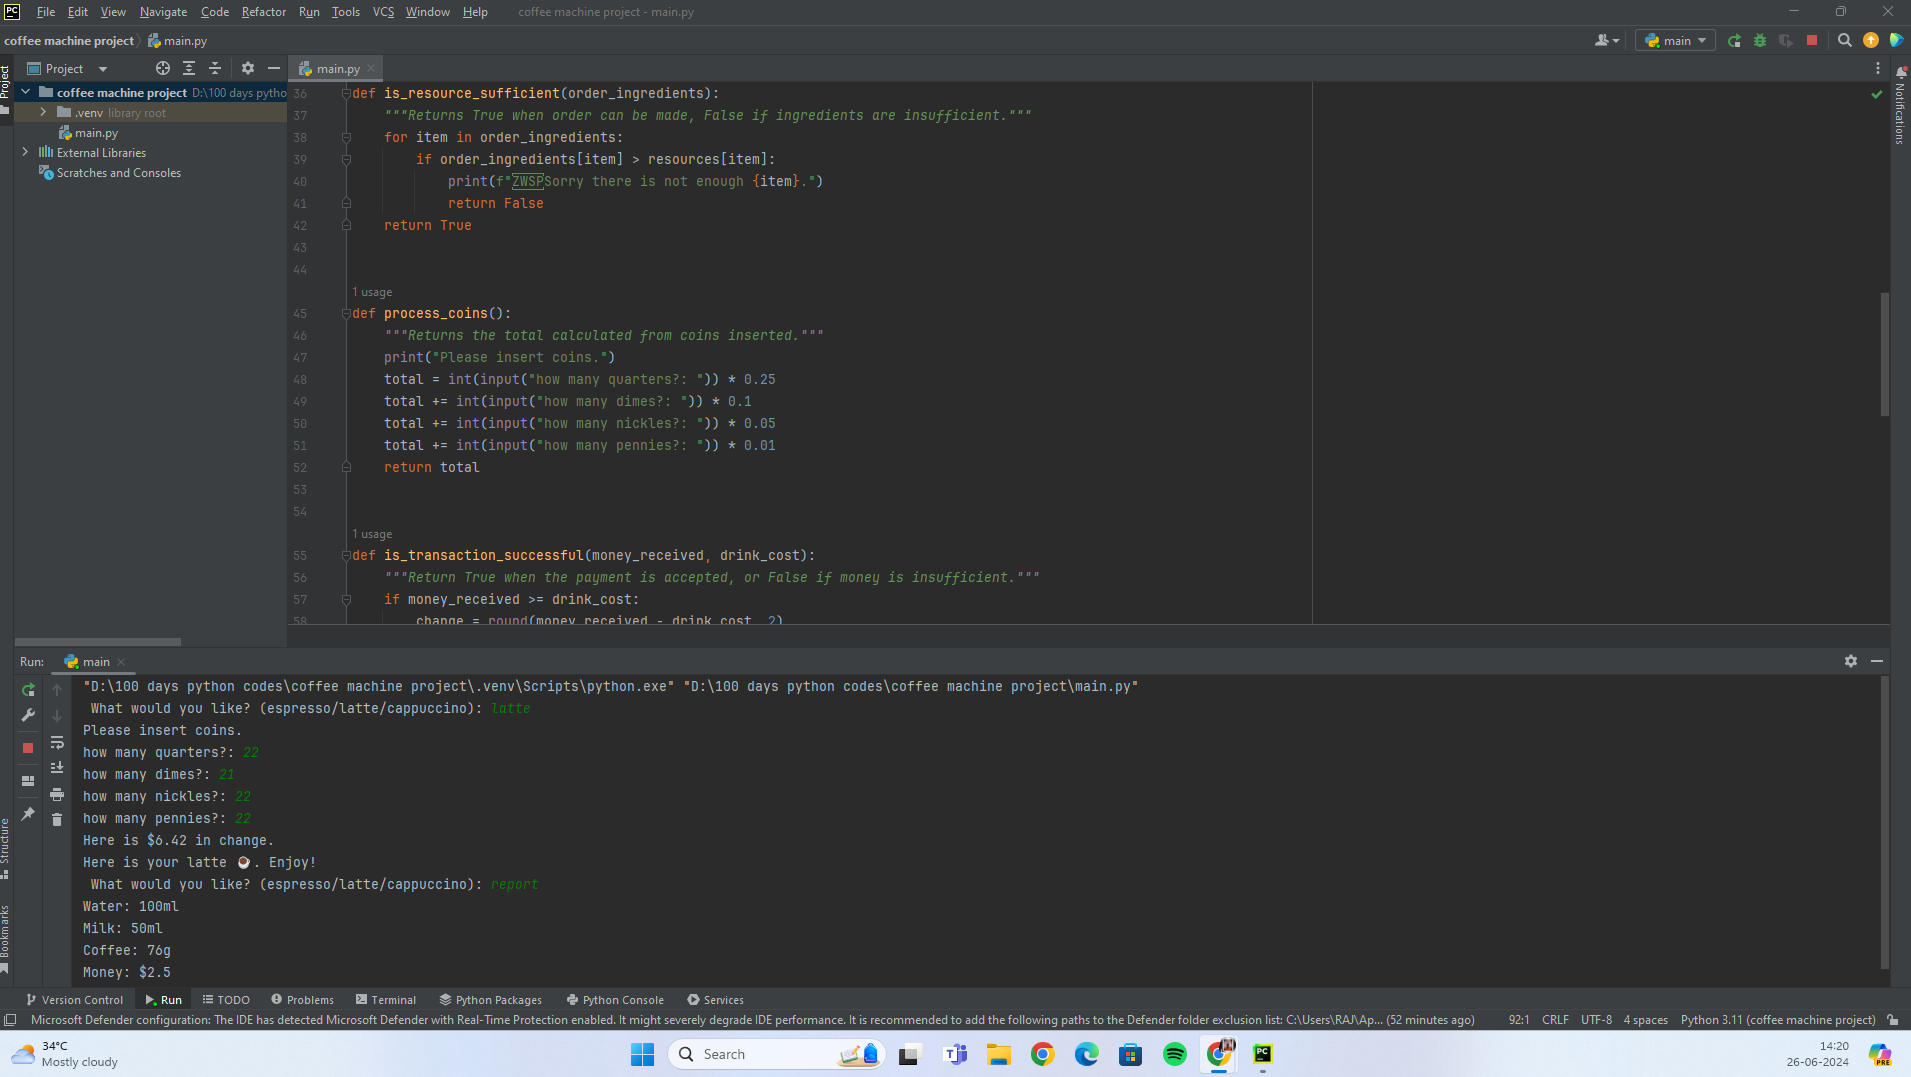 PC File Edit View Navigate Code Refactor Run Tools VCS Window Help coffee machine project - main.py
coffee machine project main.py main
Project main.py
Project
coffee machine project D:\100 days pytho
.venv library root
main.py
External Libraries
Scratches and Consoles
Notifications
36 def is_resource_sufficient(order_ingredients):
37 """Returns True when order can be made, False if ingredients are insufficient."""
38 for item in order_ingredients:
39 if order_ingredients[item] > resources[item]:
40 print(f"ZWSPSorry there is not enough {item}.")
41 return False
42 return True
43
44
1 usage
45 def process_coins():
46 """Returns the total calculated from coins inserted."""
47 print("Please insert coins.")
48 total = int(input("how many quarters?: ")) * 0.25
49 total += int(input("how many dimes?: ")) * 0.1
50 total += int(input("how many nickles?: ")) * 0.05
51 total += int(input("how many pennies?: ")) * 0.01
52 return total
53
54
1 usage
55 def is_transaction_successful(money_received, drink_cost):
56 """Return True when the payment is accepted, or False if money is insufficient."""
57 if money_received >= drink_cost:
58 change = round(money_received - drink_cost, 2)
Run: main
"D:\100 days python codes\coffee machine project\.venv\Scripts\python.exe" "D:\100 days python codes\coffee machine project\main.py"
What would you like? (espresso/latte/cappuccino): latte
Please insert coins.
how many quarters?: 22
how many dimes?: 21
how many nickles?: 22
how many pennies?: 22
Here is $6.42 in change.
Here is your latte ☕. Enjoy!
What would you like? (espresso/latte/cappuccino): report
Water: 100ml
Milk: 50ml
Coffee: 76g
Money: $2.5
Structure
Bookmarks
Version Control Run TODO Problems Terminal Python Packages Python Console Services
Microsoft Defender configuration: The IDE has detected Microsoft Defender with Real-Time Protection enabled. It might severely degrade IDE performance. It is recommended to add the following paths to the Defender folder exclusion list: C:\Users\RAJ\Ap... (52 minutes ago) 92:1 CRLF UTF-8 4 spaces Python 3.11 (coffee machine project)
34°C
Mostly cloudy
Search
PC
14:20
26-06-2024
PRE